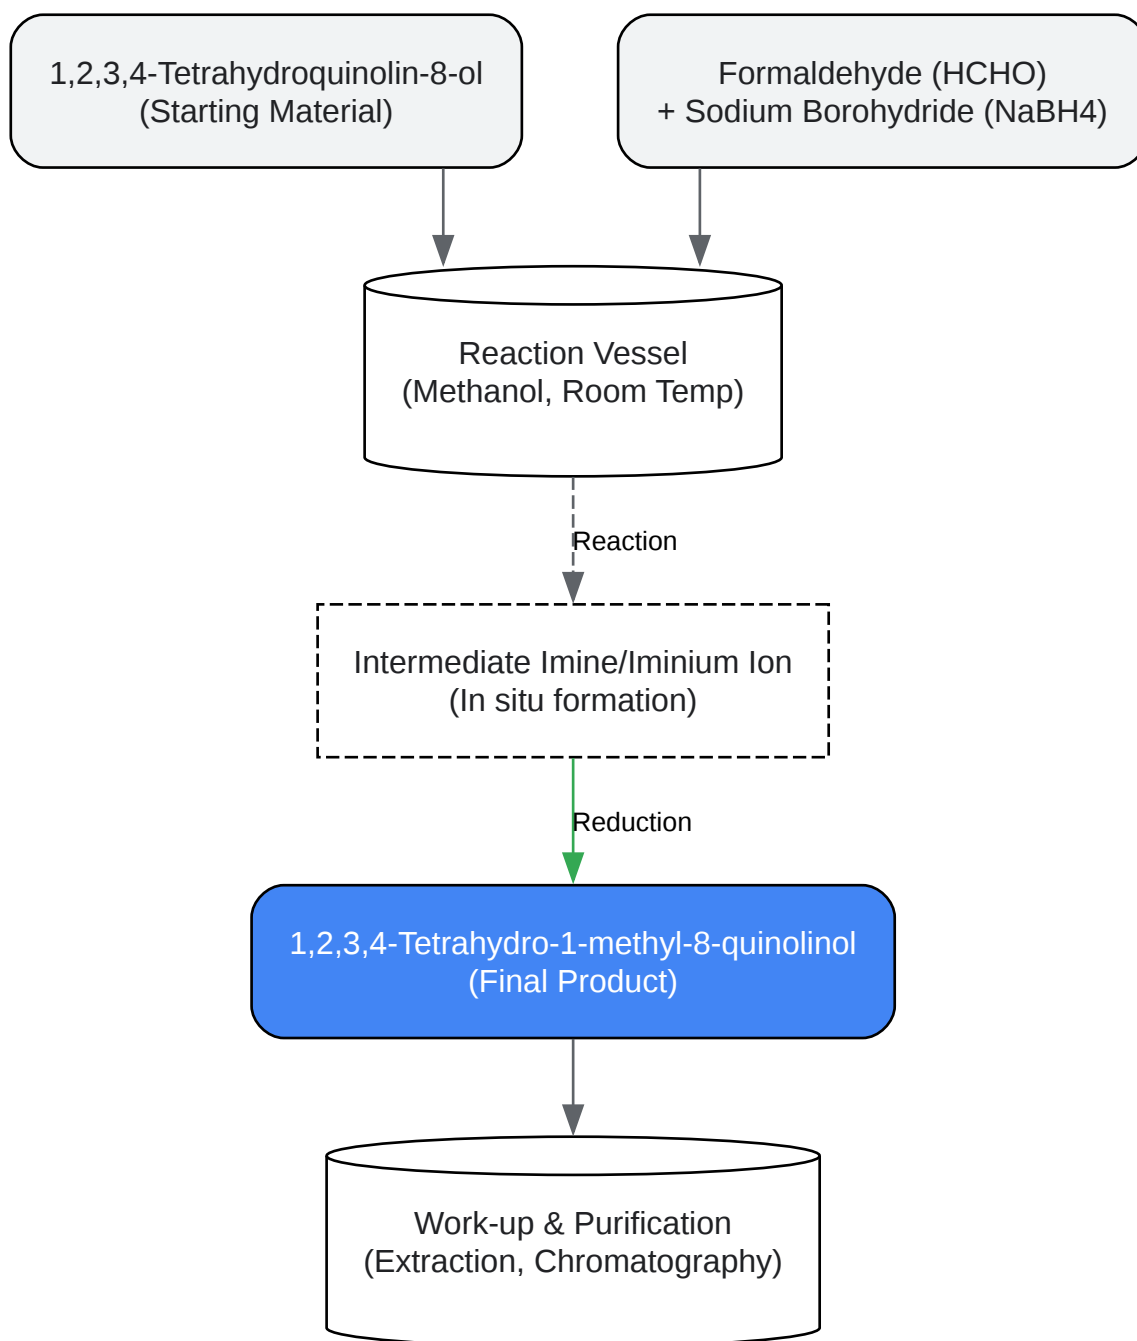 1,2,3,4-Tetrahydroquinolin-8-ol
(Starting Material)
Formaldehyde (HCHO)
+ Sodium Borohydride (NaBH4)
Reaction Vessel
(Methanol, Room Temp)
Reaction
Intermediate Imine/Iminium Ion
(In situ formation)
Reduction
1,2,3,4-Tetrahydro-1-methyl-8-quinolinol
(Final Product)
Work-up & Purification
(Extraction, Chromatography)